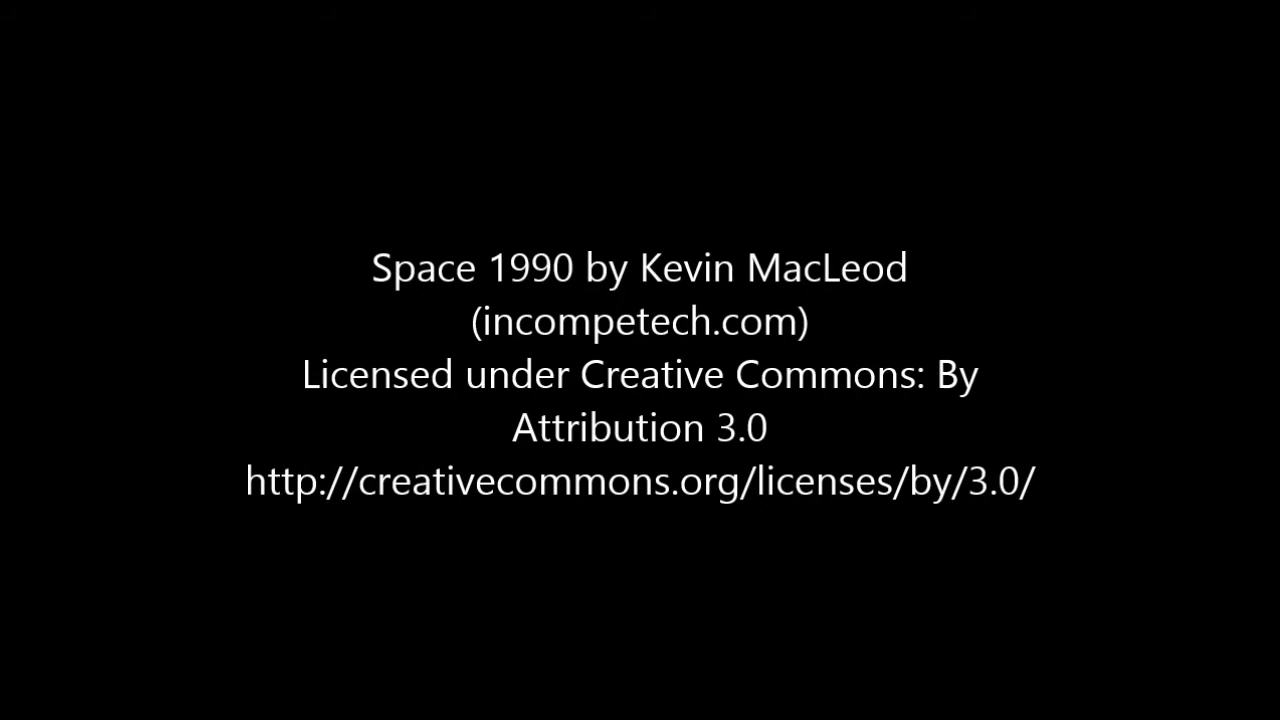 Space 1990 by Kevin MacLeod
(incompetech.com)
Licensed under Creative Commons: By
Attribution 3.0
http://creativecommons.org/licenses/by/3.0/